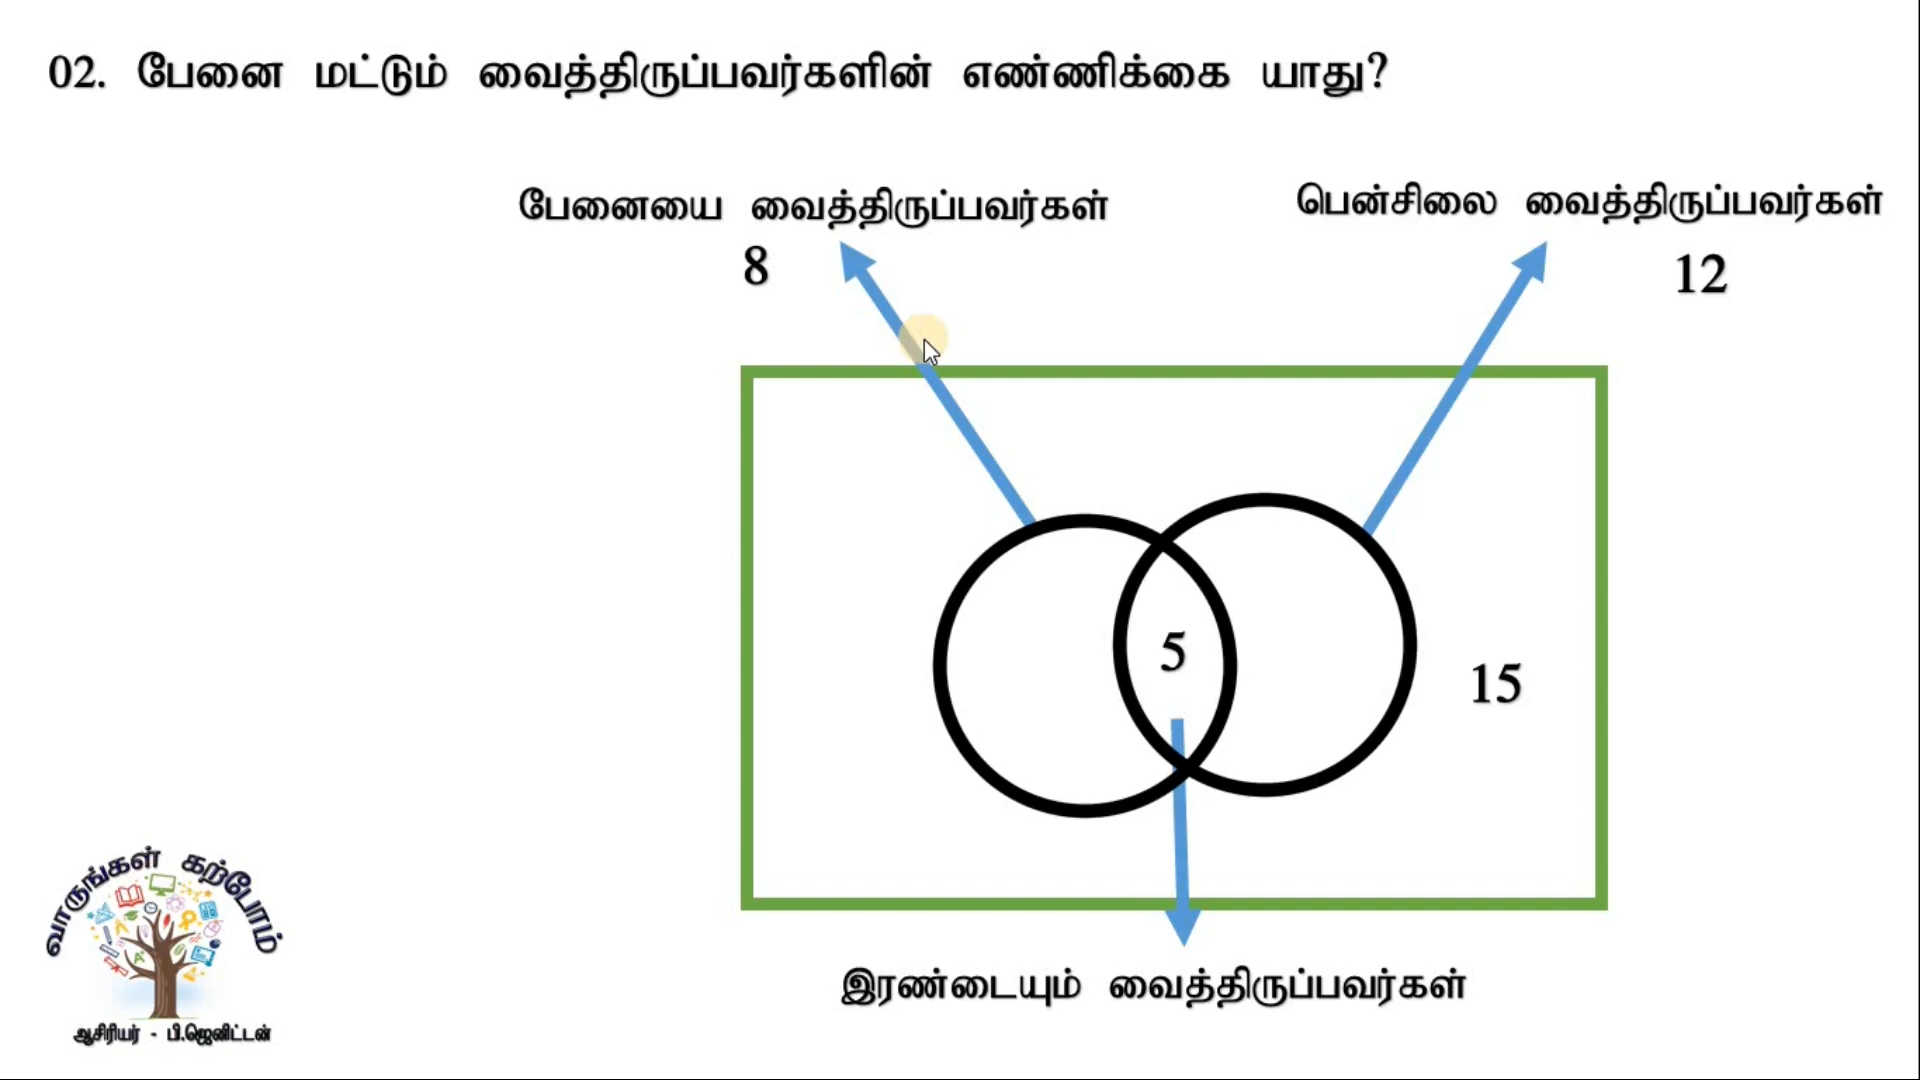 02. பேனை மட்டும் வைத்திருப்பவர்களின் எண்ணிக்கை யாது?
பேனையை வைத்திருப்பவர்கள்
பென்சிலை வைத்திருப்பவர்கள்
8
12
5
15
இரண்டையும் வைத்திருப்பவர்கள்
வாருங்கள் கற்போம்
ஆசிரியர் - பி.ஜெனிட்டன்